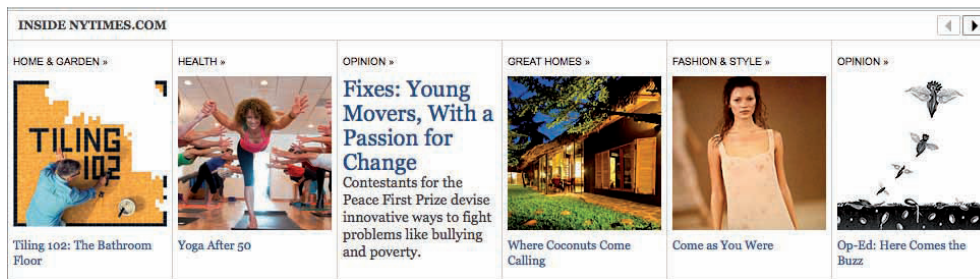 INSIDE NYTIMES.COM
HOME & GARDEN »
TILING
102
Tiling 102: The Bathroom
Floor
HEALTH »
Yoga After 50
OPINION »
Fixes: Young
Movers, With a
Passion for
Change
Contestants for the
Peace First Prize devise
innovative ways to fight
problems like bullying
and poverty.
GREAT HOMES »
Where Coconuts Come
Calling
FASHION & STYLE »
Come as You Were
OPINION »
Op-Ed: Here Comes the
Buzz